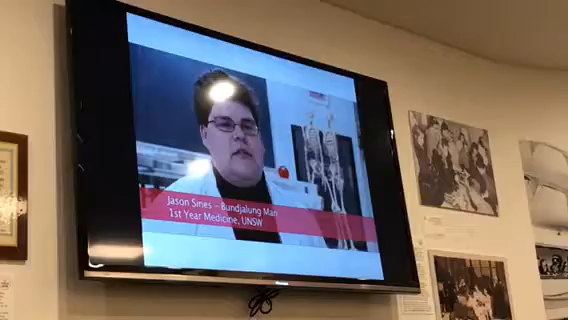 Jason Sines – Bundjalung Man
1st Year Medicine, UNSW